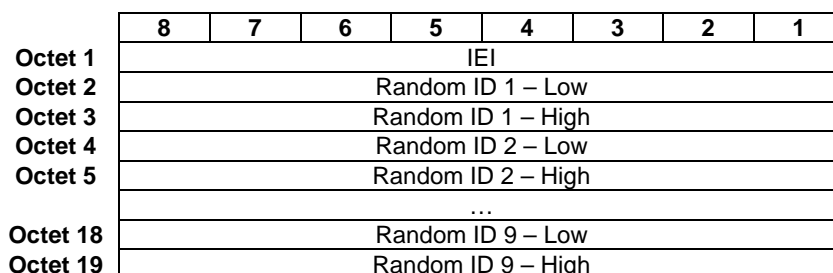 8 7 6 5 4 3 2 1
Octet 1 IEI
Octet 2 Random ID 1 – Low
Octet 3 Random ID 1 – High
Octet 4 Random ID 2 – Low
Octet 5 Random ID 2 – High
…
Octet 18 Random ID 9 – Low
Octet 19 Random ID 9 – High